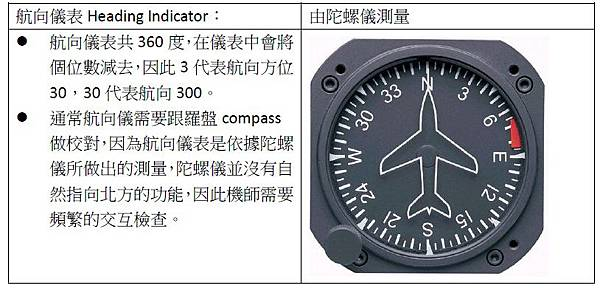 航向儀表 Heading Indicator：
● 航向儀表共 360 度，在儀表中會將
個位數減去，因此 3 代表航向方位
30，30 代表航向 300。
● 通常航向儀需要跟羅盤 compass
做校對，因為航向儀表是依據陀螺
儀所做出的測量，陀螺儀並沒有自
然指向北方的功能，因此機師需要
頻繁的交互檢查。
由陀螺儀測量
N
3
6
E
12
15
S
21
24
W
30
33